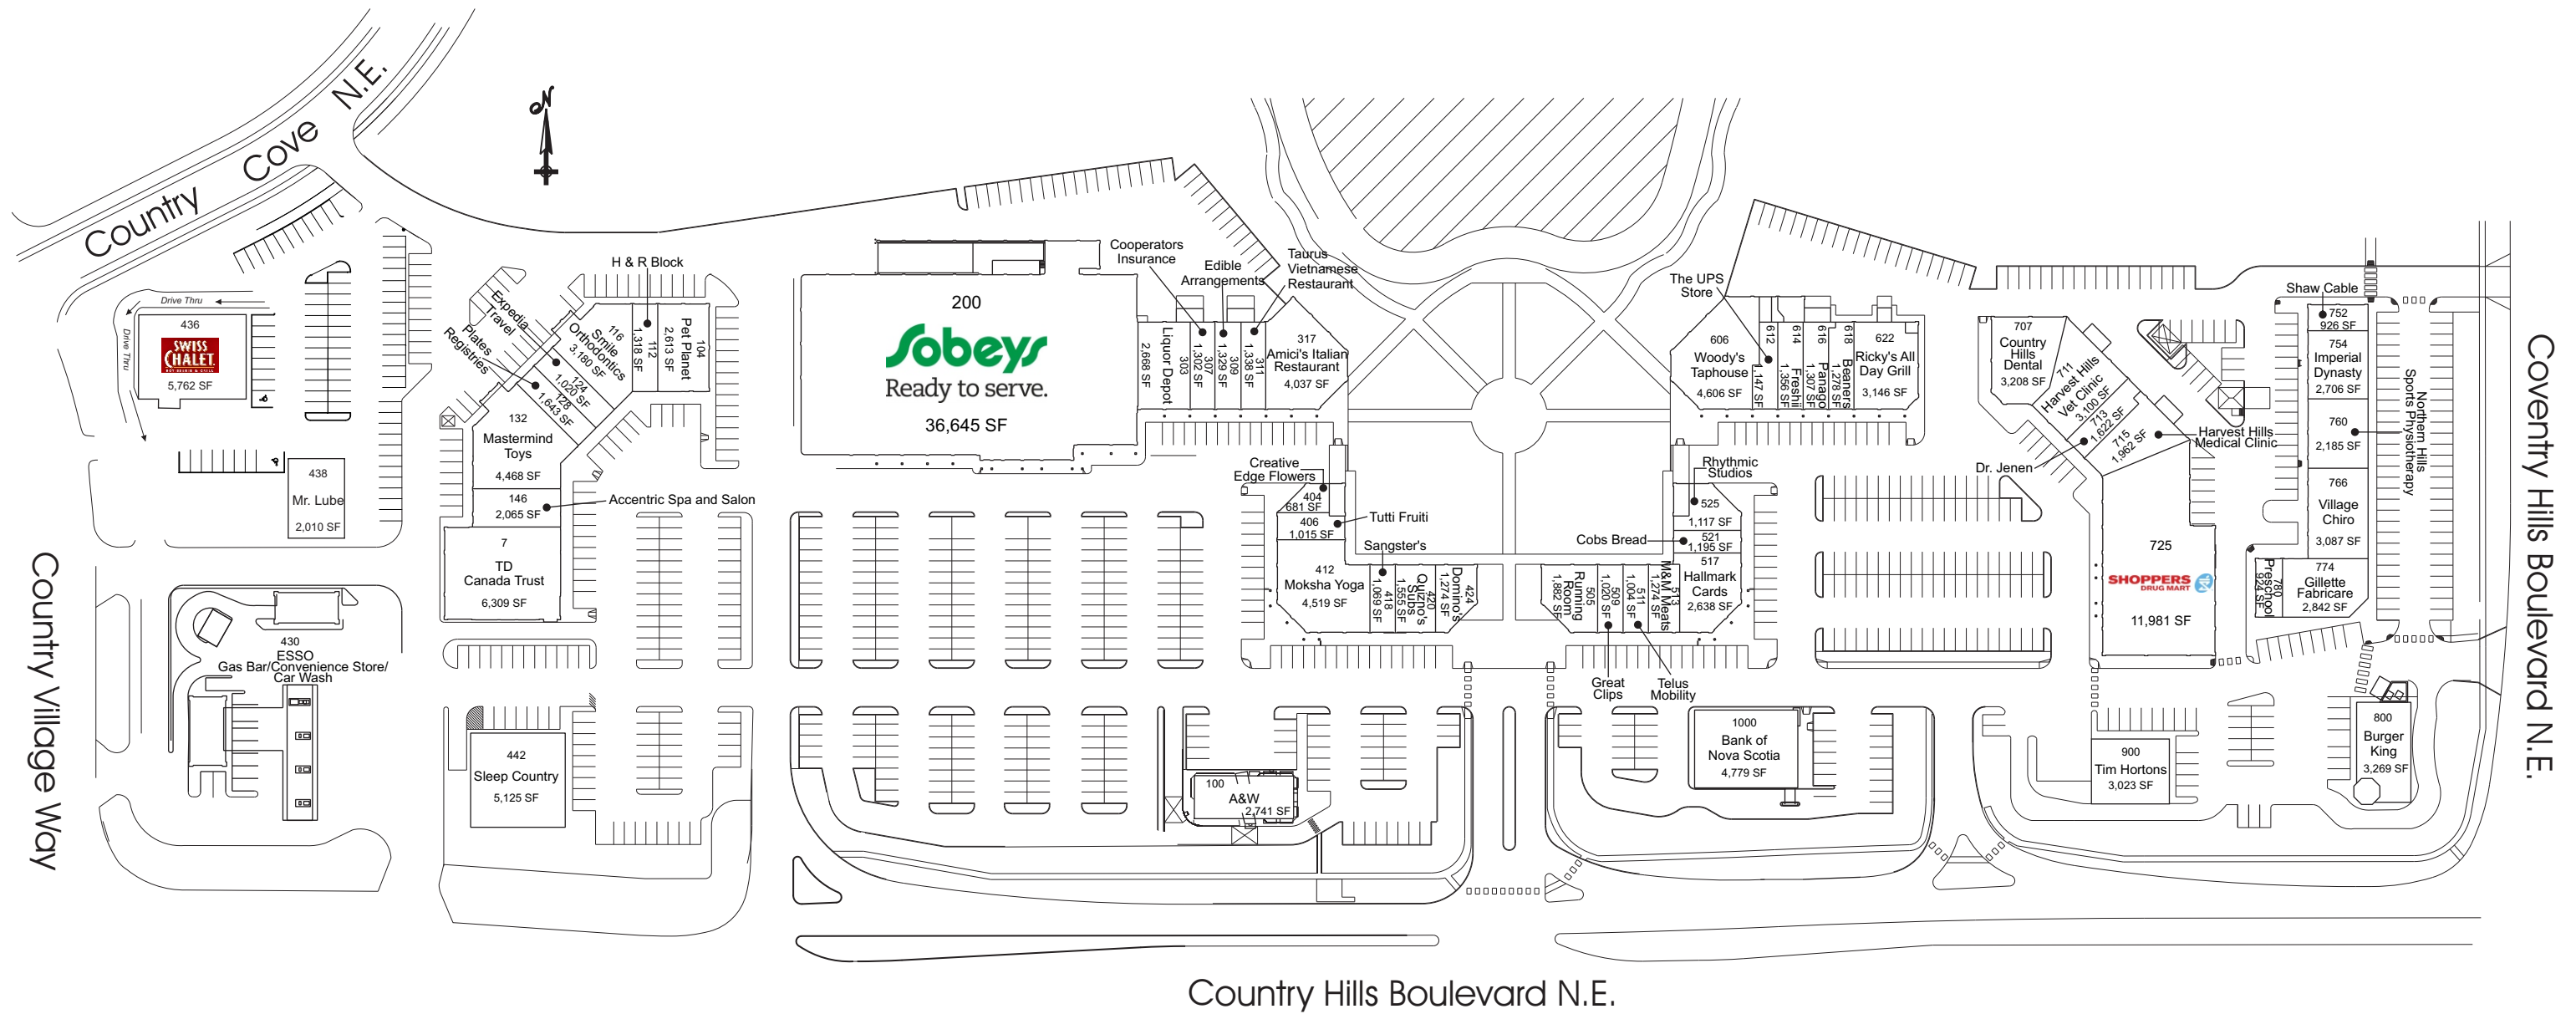 Country Cove N.E.
N
Drive Thru
Drive Thru
436
SWISS
CHALET
5,762 SF
438
Mr. Lube
2,010 SF
430
ESSO
Gas Bar/Convenience Store/
Car Wash
Country Village Way
H & R Block
Expedia
Travel
Plates
Registries
116
Smile
Orthodontics
3,180 SF
112
1,318 SF
104
Pet Planet
2,613 SF
124
1,020 SF
128
1,643 SF
132
Mastermind
Toys
4,468 SF
146
2,065 SF
Accentric Spa and Salon
7
TD
Canada Trust
6,309 SF
442
Sleep Country
5,125 SF
200
Sobeys
Ready to serve.
36,645 SF
Cooperators
Insurance
Edible
Arrangements
Taurus
Vietnamese
Restaurant
303
Liquor Depot
2,668 SF
307
1,302 SF
309
1,329 SF
311
1,338 SF
317
Amici's Italian
Restaurant
4,037 SF
Creative
Edge Flowers
404
681 SF
406
1,015 SF
Tutti Fruiti
Sangster's
412
Moksha Yoga
4,519 SF
418
1,069 SF
420
Quizno's
Subs
1,555 SF
424
Domino's
1,274 SF
100
A&W
2,741 SF
The UPS
Store
606
Woody's
Taphouse
4,606 SF
612
1,147 SF
614
Freshii
1,356 SF
616
Panago
1,307 SF
618
Beaners
1,278 SF
622
Ricky's All
Day Grill
3,146 SF
Rhythmic
Studios
525
1,117 SF
Cobs Bread
521
1,195 SF
517
Hallmark
Cards
2,638 SF
505
Running
Room
1,882 SF
509
1,020 SF
511
1,004 SF
513
M&M Meats
1,274 SF
Great
Clips
Telus
Mobility
1000
Bank of
Nova Scotia
4,779 SF
707
Country
Hills
Dental
3,208 SF
711
Harvest Hills
Vet Clinic
3,100 SF
713
1,622 SF
715
1,962 SF
Dr. Jenen
Harvest Hills
Medical Clinic
725
SHOPPERS
DRUG MART
11,981 SF
Shaw Cable
752
926 SF
754
Imperial
Dynasty
2,706 SF
760
2,185 SF
Northern Hills
Sports Physiotherapy
766
Village
Chiro
3,087 SF
774
Gillette
Fabricare
2,842 SF
780
Preschool
924 SF
800
Burger
King
3,269 SF
900
Tim Hortons
3,023 SF
Coventry Hills Boulevard N.E.
Country Hills Boulevard N.E.